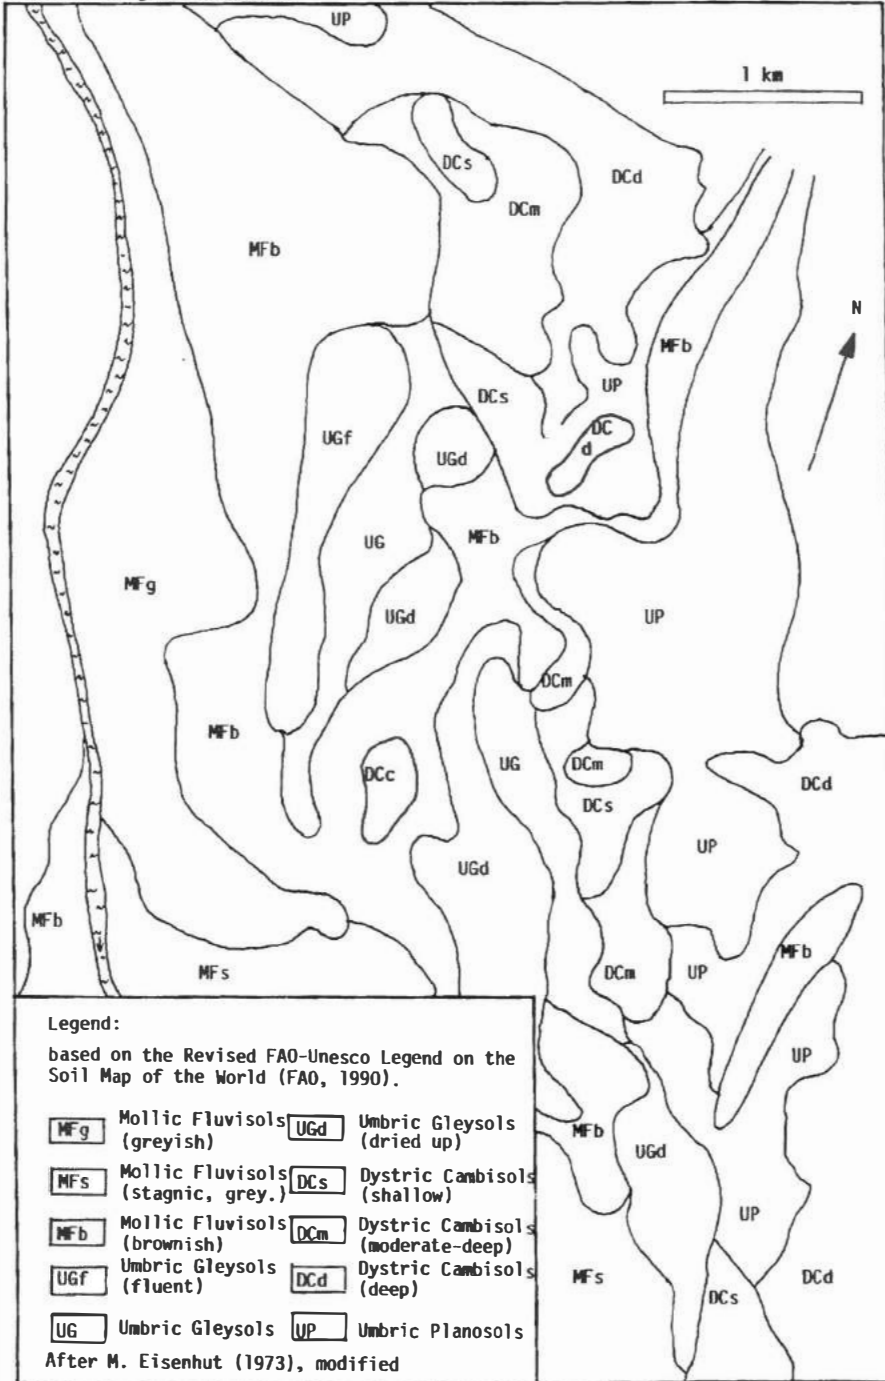 UP
1 km
DCs
DCd
DCm
MFb
N
MFb
DCs
UP
DC
d
UGf
UGd
UG
MFb
MFg
UGd
UP
DCm
MFb
UG
DCc
DCm
DCd
DCs
UP
UGd
MFb
MFb
MFs
DCm
UP
UP
MFb
UGd
UP
MFs
DCs
DCd
Legend:
based on the Revised FAO-Unesco Legend on the
Soil Map of the World (FAO, 1990).
MFg Mollic Fluvisols
(greyish)
UGd Umbric Gleysols
(dried up)
MFs Mollic Fluvisols
(stagnic, grey.)
DCs Dystric Cambisols
(shallow)
MFb Mollic Fluvisols
(brownish)
DCm Dystric Cambisols
(moderate-deep)
UGf Umbric Gleysols
(fluent)
DCd Dystric Cambisols
(deep)
UG Umbric Gleysols
UP Umbric Planosols
After M. Eisenhut (1973), modified